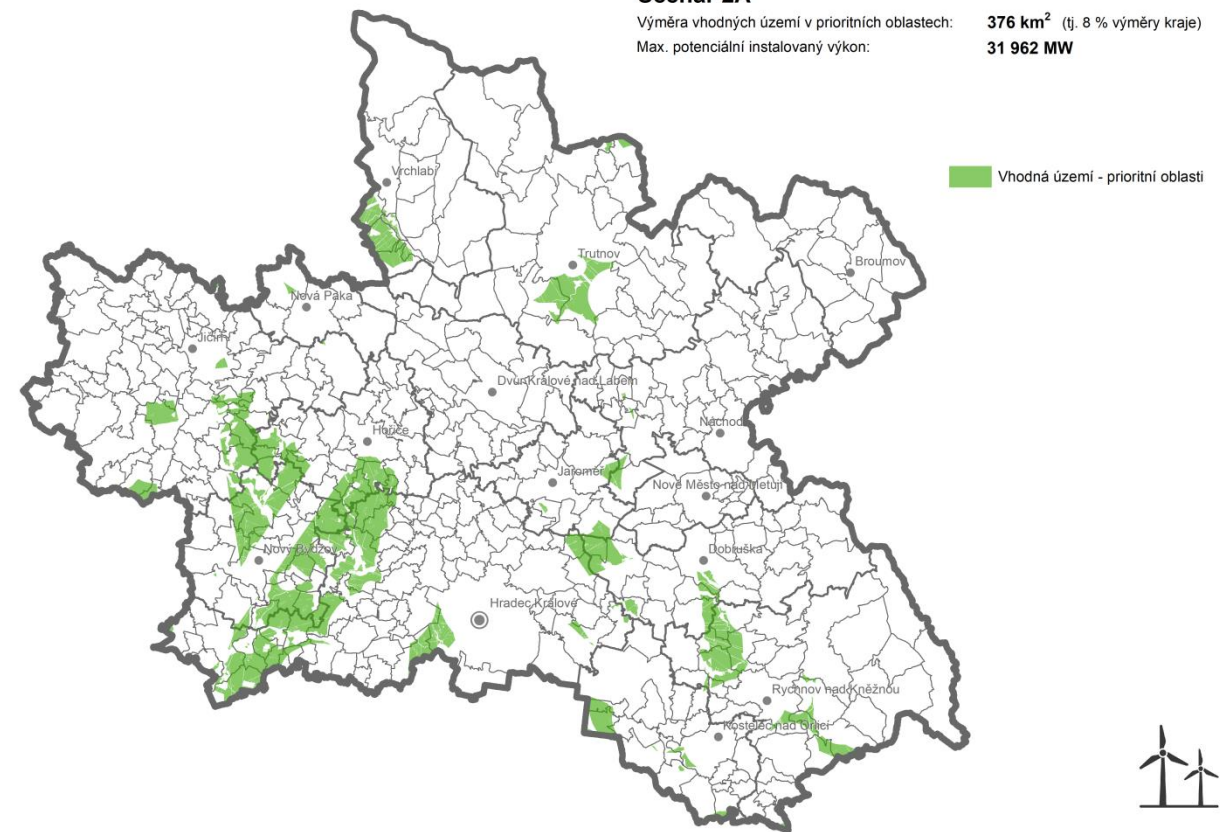 Výměra vhodných území v prioritních oblastech: 376 km² (tj. 8 % výměry kraje)
Max. potenciální instalovaný výkon: 31 962 MW
Vhodná území - prioritní oblasti
Vrchlabí
Trutnov
Broumov
Nová Paka
Jičín
Dvůr Králové nad Labem
Hořice
Náchod
Jaroměř
Nové Město nad Metují
Nový Bydžov
Dobruška
Hradec Králové
Rychnov nad Kněžnou
Kostelec nad Orlicí